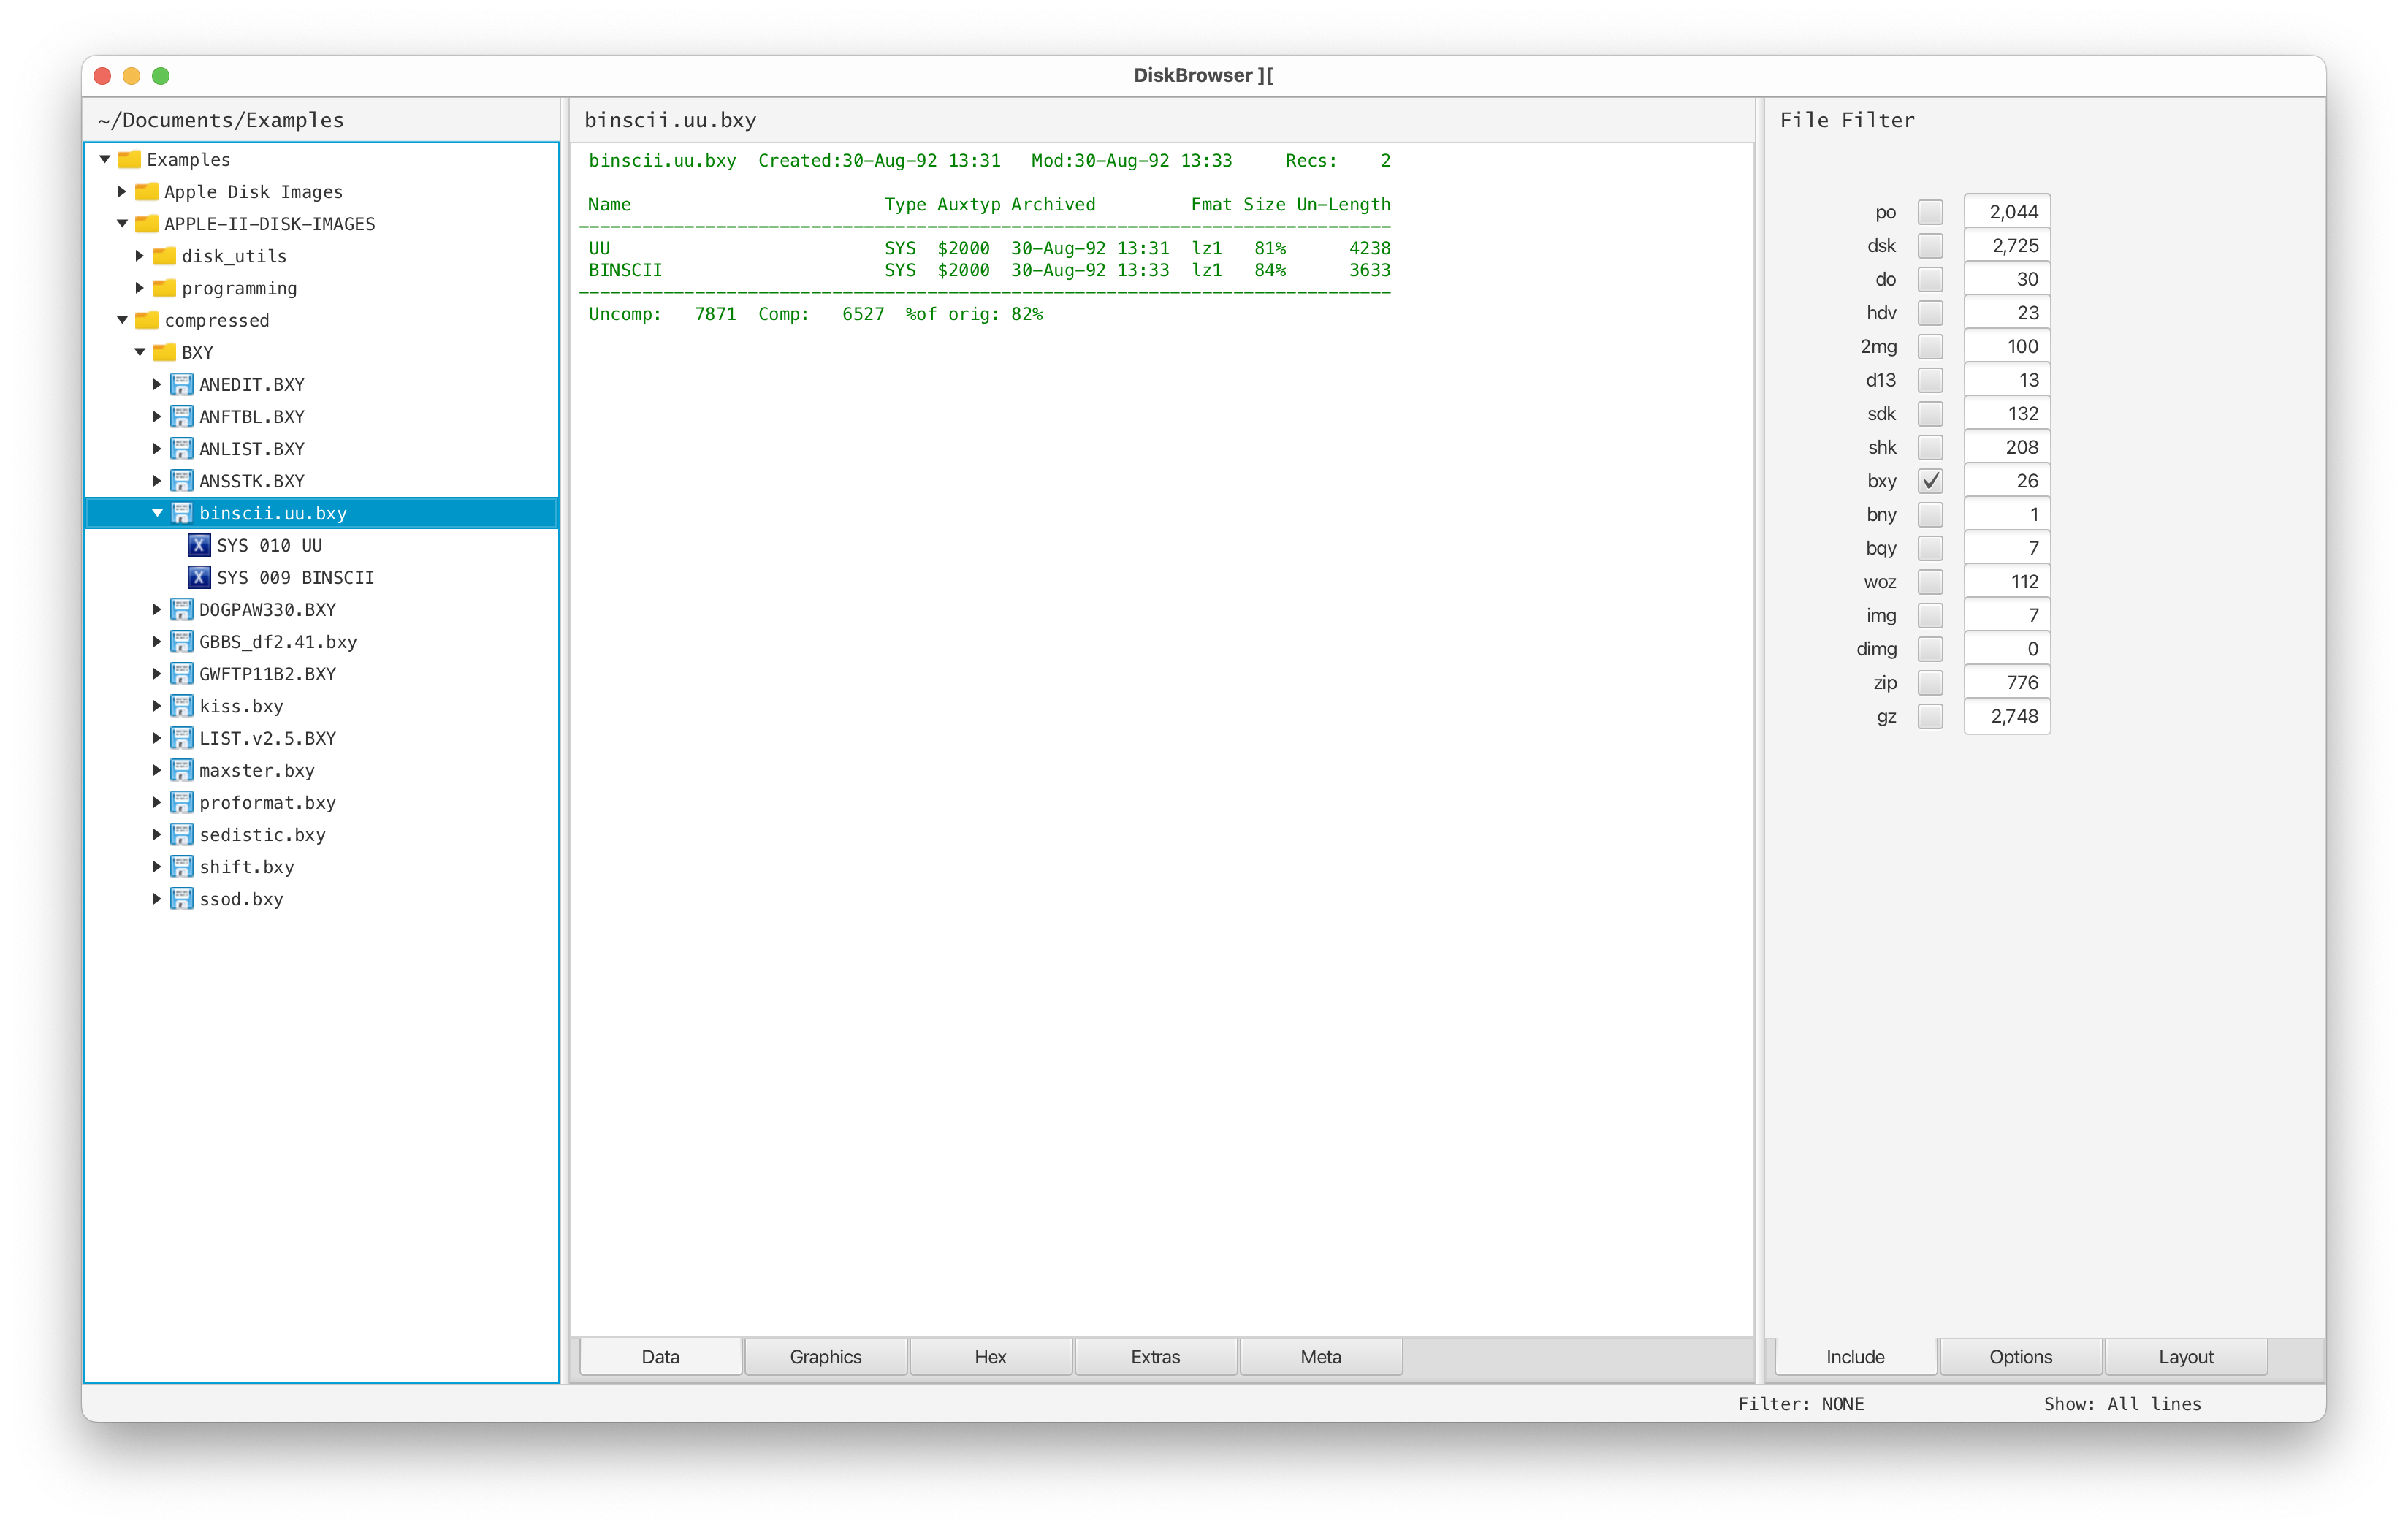 DiskBrowser ][
~/Documents/Examples
Examples
Apple Disk Images
APPLE-II-DISK-IMAGES
disk_utils
programming
compressed
BXY
ANEDIT.BXY
ANFTBL.BXY
ANLIST.BXY
ANSSTK.BXY
binscii.uu.bxy
SYS 010 UU
SYS 009 BINSCII
DOGPAW330.BXY
GBBS_df2.41.bxy
GWFTP11B2.BXY
kiss.bxy
LIST.v2.5.BXY
maxster.bxy
proformat.bxy
sedistic.bxy
shift.bxy
ssod.bxy
binscii.uu.bxy
binscii.uu.bxy  Created:30-Aug-92 13:31   Mod:30-Aug-92 13:33     Recs:    2
Name                        Type Auxtyp Archived         Fmat Size Un-Length
-----------------------------------------------------------------------------
UU                          SYS  $2000  30-Aug-92 13:31  lz1   81%      4238
BINSCII                     SYS  $2000  30-Aug-92 13:33  lz1   84%      3633
-----------------------------------------------------------------------------
Uncomp:   7871  Comp:   6527  %of orig: 82%
Data Graphics Hex Extras Meta
File Filter
po 2,044
dsk 2,725
do 30
hdv 23
2mg 100
d13 13
sdk 132
shk 208
bxy 26
bny 1
bqy 7
woz 112
img 7
dimg 0
zip 776
gz 2,748
Include Options Layout
Filter: NONE Show: All lines